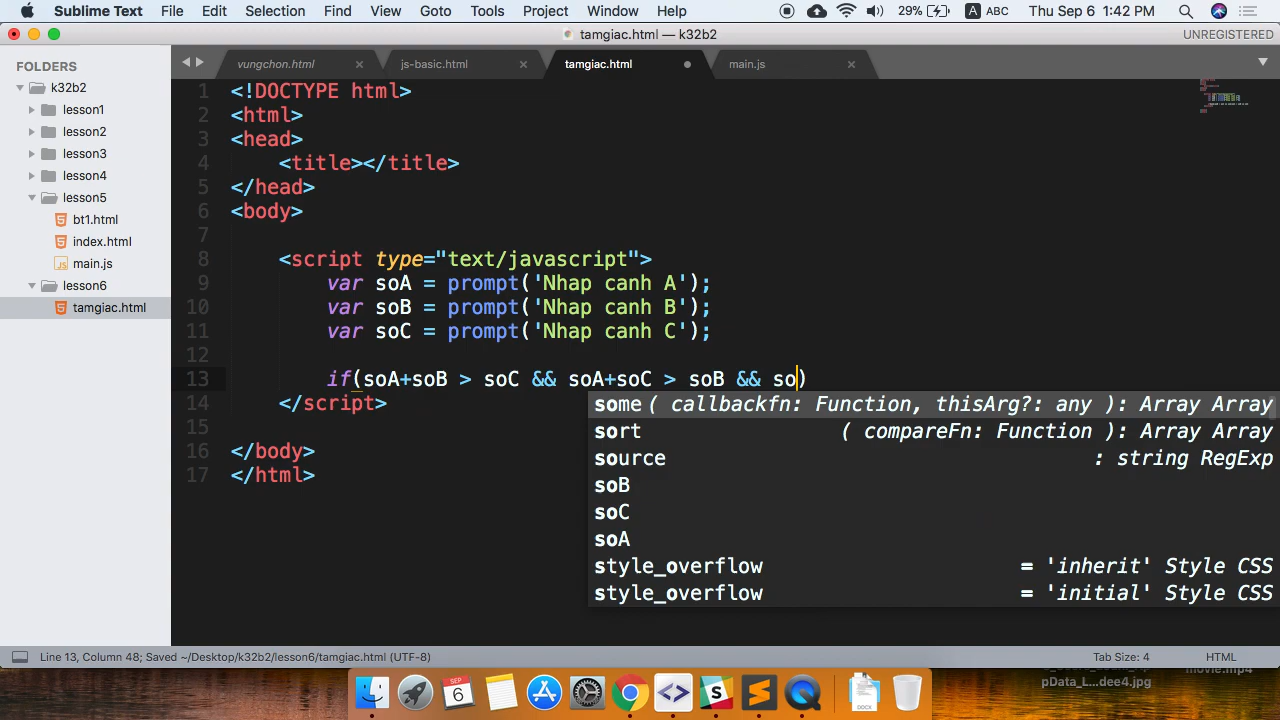 Sublime Text File Edit Selection Find View Goto Tools Project Window Help 29% A ABC Thu Sep 6 1:42 PM
tamgiac.html — k32b2 UNREGISTERED
FOLDERS
k32b2
lesson1
lesson2
lesson3
lesson4
lesson5
bt1.html
index.html
main.js
lesson6
tamgiac.html
vungchon.html js-basic.html tamgiac.html main.js
1 <!DOCTYPE html>
2 <html>
3 <head>
4 <title></title>
5 </head>
6 <body>
7
8 <script type="text/javascript">
9 var soA = prompt('Nhap canh A');
10 var soB = prompt('Nhap canh B');
11 var soC = prompt('Nhap canh C');
12
13 if(soA+soB > soC && soA+soC > soB && so)
14 </script>
15
16 </body>
17 </html>
some( callbackfn: Function, thisArg?: any ): Array Array
sort ( compareFn: Function ): Array Array
source : string RegExp
soB
soC
soA
style_overflow = 'inherit' Style CSS
style_overflow = 'initial' Style CSS
Line 13, Column 48; Saved ~/Desktop/k32b2/lesson6/tamgiac.html (UTF-8) Tab Size: 4 HTML
pData_L...dee4.jpg
movie.mp4
SEP
6
DOCX